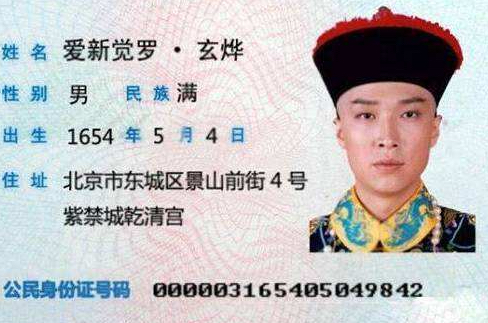 姓名 爱新觉罗·玄烨
性别 男 民族 满
出生 1654 年 5 月 4 日
住址 北京市东城区景山前街4号
紫禁城乾清宫
公民身份证号码 000003165405049842